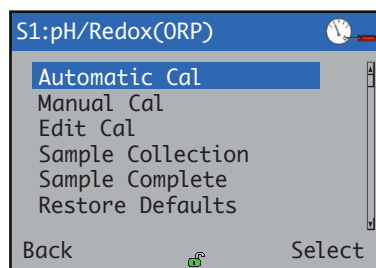 S1:pH/Redox(ORP)
Automatic Cal
Manual Cal
Edit Cal
Sample Collection
Sample Complete
Restore Defaults
Back Select